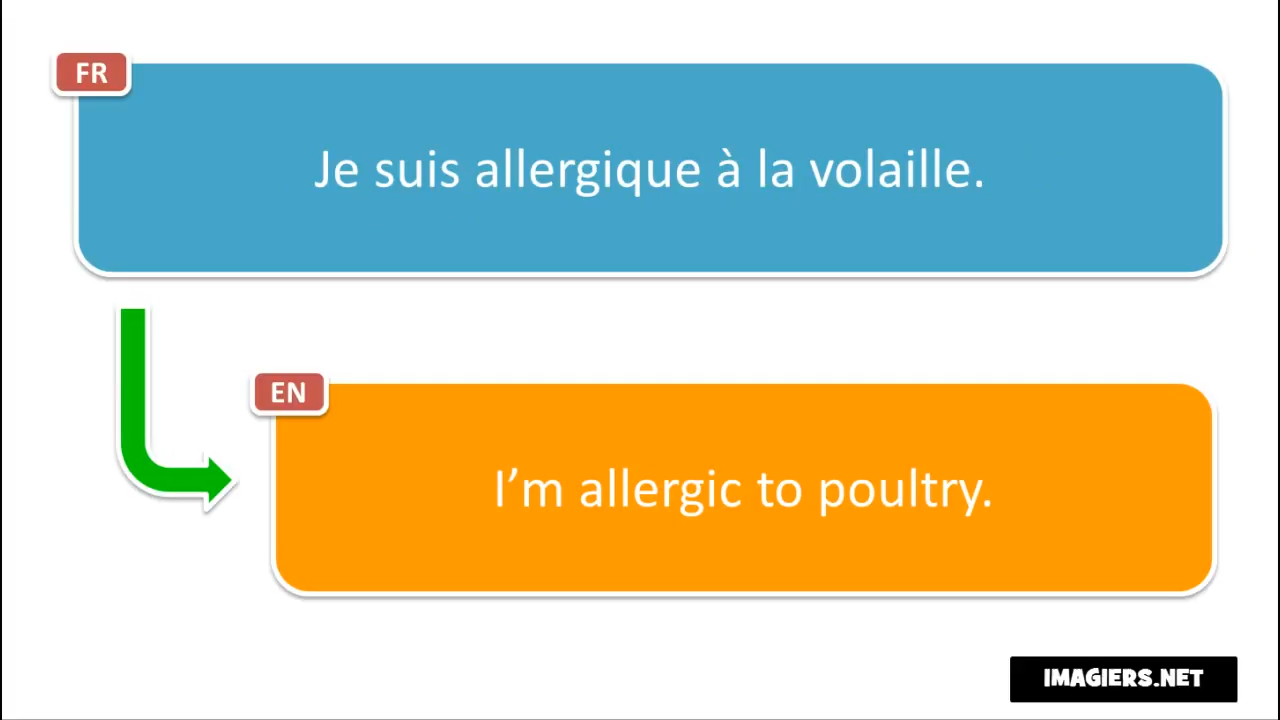 FR
Je suis allergique à la volaille.
EN
I’m allergic to poultry.
IMAGIERS.NET